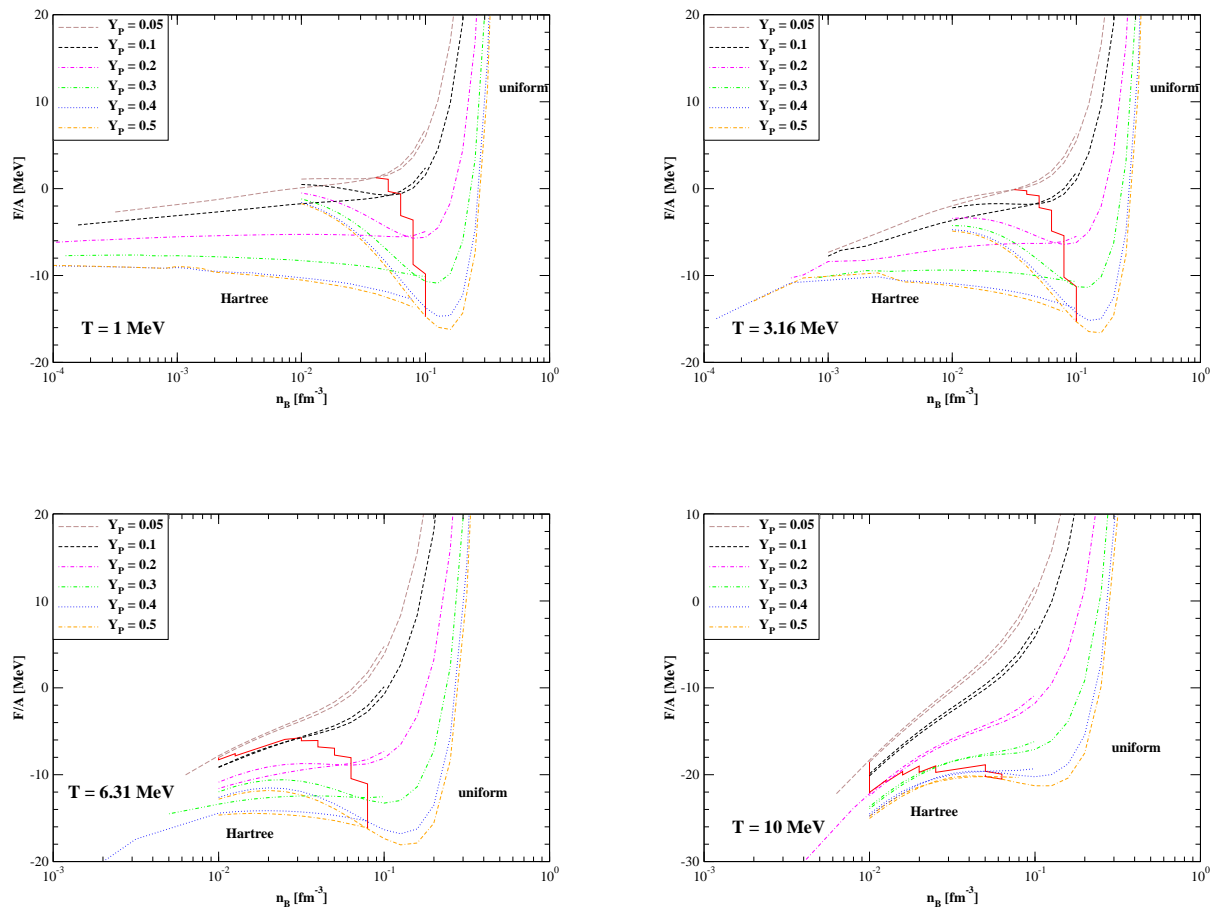 20
10
0
-10
-20
F/A [MeV]
Y_P = 0.05
Y_P = 0.1
Y_P = 0.2
Y_P = 0.3
Y_P = 0.4
Y_P = 0.5
uniform
Hartree
T = 1 MeV
10^-4
10^-3
10^-2
10^-1
10^0
n_B [fm^-3]
20
10
0
-10
-20
F/A [MeV]
Y_P = 0.05
Y_P = 0.1
Y_P = 0.2
Y_P = 0.3
Y_P = 0.4
Y_P = 0.5
uniform
Hartree
T = 3.16 MeV
10^-4
10^-3
10^-2
10^-1
10^0
n_B [fm^-3]
20
10
0
-10
-20
F/A [MeV]
Y_P = 0.05
Y_P = 0.1
Y_P = 0.2
Y_P = 0.3
Y_P = 0.4
Y_P = 0.5
T = 6.31 MeV
uniform
Hartree
10^-3
10^-2
10^-1
10^0
n_B [fm^-3]
10
0
-10
-20
-30
F/A [MeV]
Y_P = 0.05
Y_P = 0.1
Y_P = 0.2
Y_P = 0.3
Y_P = 0.4
Y_P = 0.5
uniform
Hartree
T = 10 MeV
10^-3
10^-2
10^-1
10^0
n_B [fm^-3]